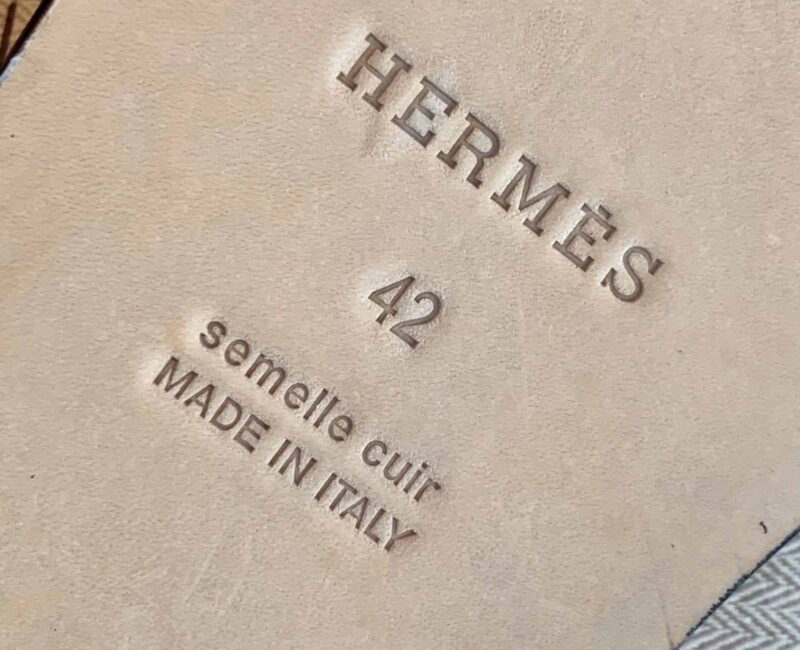 HERMÈS
42
semelle cuir
MADE IN ITALY